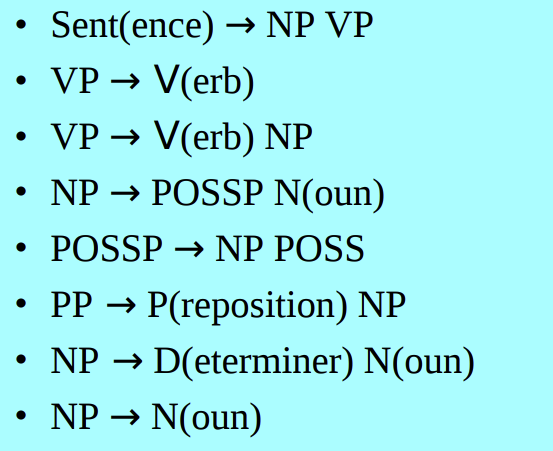 • Sent(ence) → NP VP
• VP → V(erb)
• VP → V(erb) NP
• NP → POSSP N(oun)
• POSSP → NP POSS
• PP → P(reposition) NP
• NP → D(eterminer) N(oun)
• NP → N(oun)